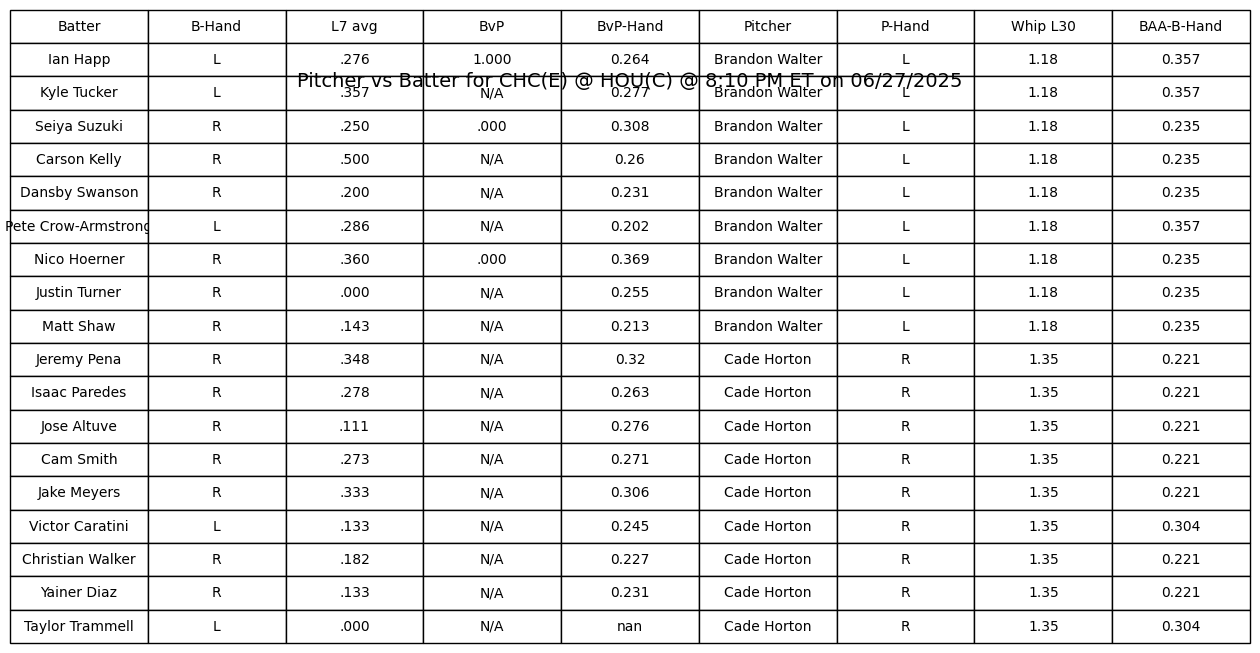 Batter B-Hand L7 avg BvP BvP-Hand Pitcher P-Hand Whip L30 BAA-B-Hand
Ian Happ L .276 1.000 0.264 Brandon Walter L 1.18 0.357
Pitcher vs Batter for CHC(E) @ HOU(C) @ 8:10 PM ET on 06/27/2025
Kyle Tucker L .357 N/A 0.277 Brandon Walter L 1.18 0.357
Seiya Suzuki R .250 .000 0.308 Brandon Walter L 1.18 0.235
Carson Kelly R .500 N/A 0.26 Brandon Walter L 1.18 0.235
Dansby Swanson R .200 N/A 0.231 Brandon Walter L 1.18 0.235
Pete Crow-Armstrong L .286 N/A 0.202 Brandon Walter L 1.18 0.357
Nico Hoerner R .360 .000 0.369 Brandon Walter L 1.18 0.235
Justin Turner R .000 N/A 0.255 Brandon Walter L 1.18 0.235
Matt Shaw R .143 N/A 0.213 Brandon Walter L 1.18 0.235
Jeremy Pena R .348 N/A 0.32 Cade Horton R 1.35 0.221
Isaac Paredes R .278 N/A 0.263 Cade Horton R 1.35 0.221
Jose Altuve R .111 N/A 0.276 Cade Horton R 1.35 0.221
Cam Smith R .273 N/A 0.271 Cade Horton R 1.35 0.221
Jake Meyers R .333 N/A 0.306 Cade Horton R 1.35 0.221
Victor Caratini L .133 N/A 0.245 Cade Horton R 1.35 0.304
Christian Walker R .182 N/A 0.227 Cade Horton R 1.35 0.221
Yainer Diaz R .133 N/A 0.231 Cade Horton R 1.35 0.221
Taylor Trammell L .000 N/A nan Cade Horton R 1.35 0.304